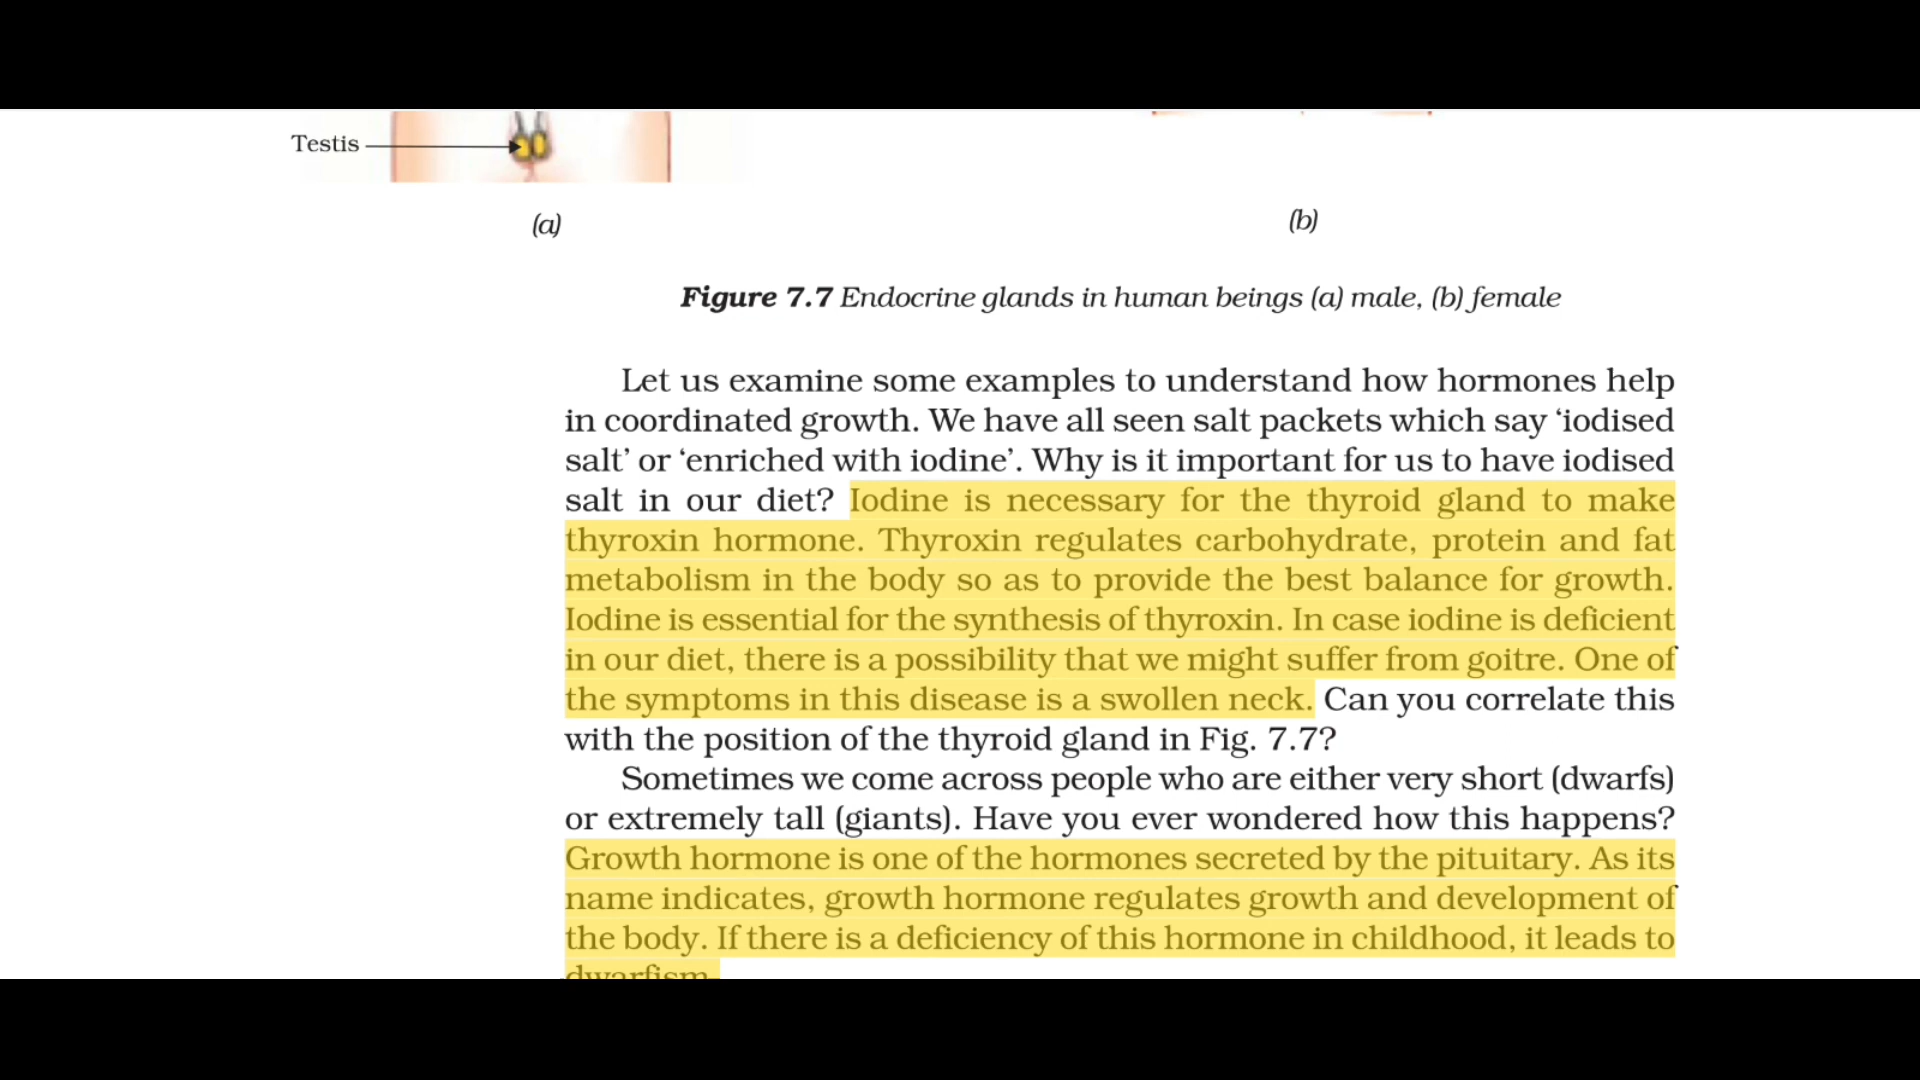 Testis
(a)
(b)
Figure 7.7 Endocrine glands in human beings (a) male, (b) female
Let us examine some examples to understand how hormones help
in coordinated growth. We have all seen salt packets which say ‘iodised
salt’ or ‘enriched with iodine’. Why is it important for us to have iodised
salt in our diet? Iodine is necessary for the thyroid gland to make
thyroxin hormone. Thyroxin regulates carbohydrate, protein and fat
metabolism in the body so as to provide the best balance for growth.
Iodine is essential for the synthesis of thyroxin. In case iodine is deficient
in our diet, there is a possibility that we might suffer from goitre. One of
the symptoms in this disease is a swollen neck. Can you correlate this
with the position of the thyroid gland in Fig. 7.7?
Sometimes we come across people who are either very short (dwarfs)
or extremely tall (giants). Have you ever wondered how this happens?
Growth hormone is one of the hormones secreted by the pituitary. As its
name indicates, growth hormone regulates growth and development of
the body. If there is a deficiency of this hormone in childhood, it leads to
dwarfism.